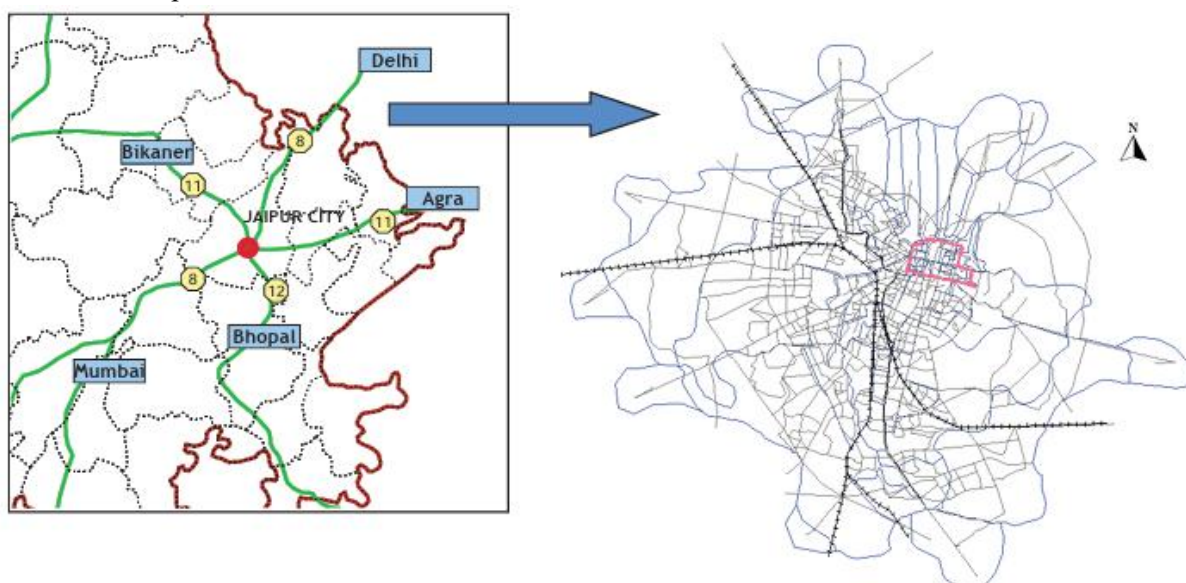 Delhi
8
Bikaner
11
Agra
JAIPUR CITY
11
8
12
Bhopal
Mumbai
N